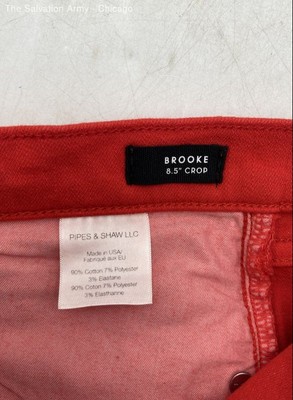 The Salvation Army - Chicago
BROOKE
8.5" CROP
PIPES & SHAW LLC
Made in USA/
Fabriqué aux EU
90% Cotton 7% Polyester
3% Elastane
90% Coton 7% Polyester
3% Elasthanne